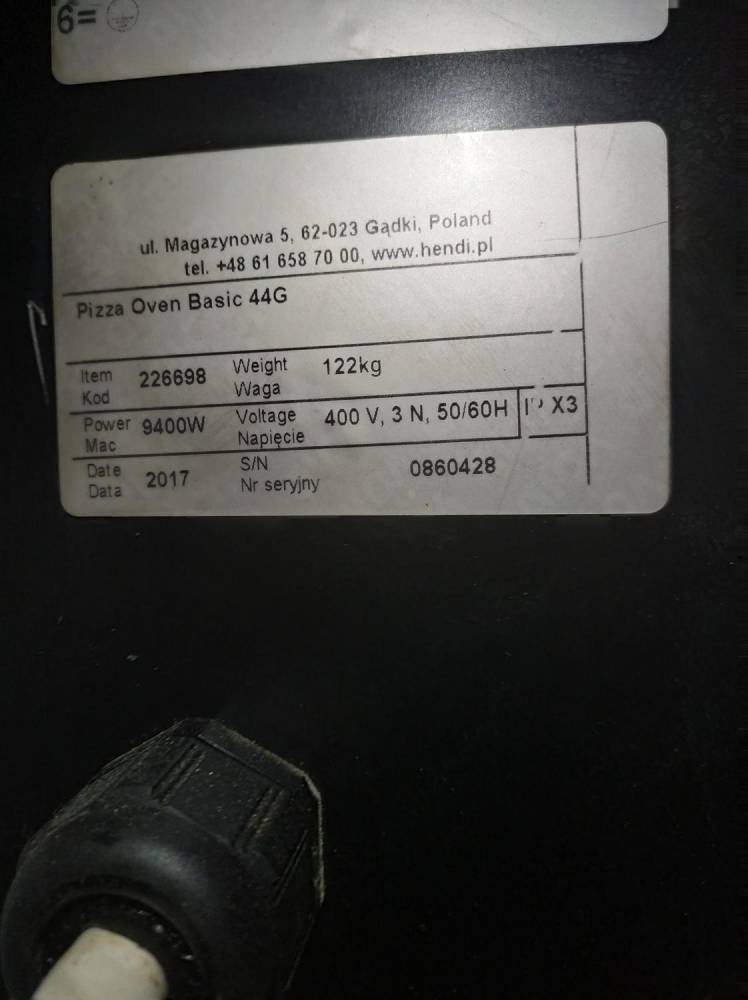 6=
ul. Magazynowa 5, 62-023 Gądki, Poland
tel. +48 61 658 70 00, www.hendi.pl
Pizza Oven Basic 44G
Item Kod 226698 Weight Waga 122kg
Power Mac 9400W Voltage Napięcie 400 V, 3 N, 50/60H X3
Date Data 2017 S/N Nr seryjny 0860428